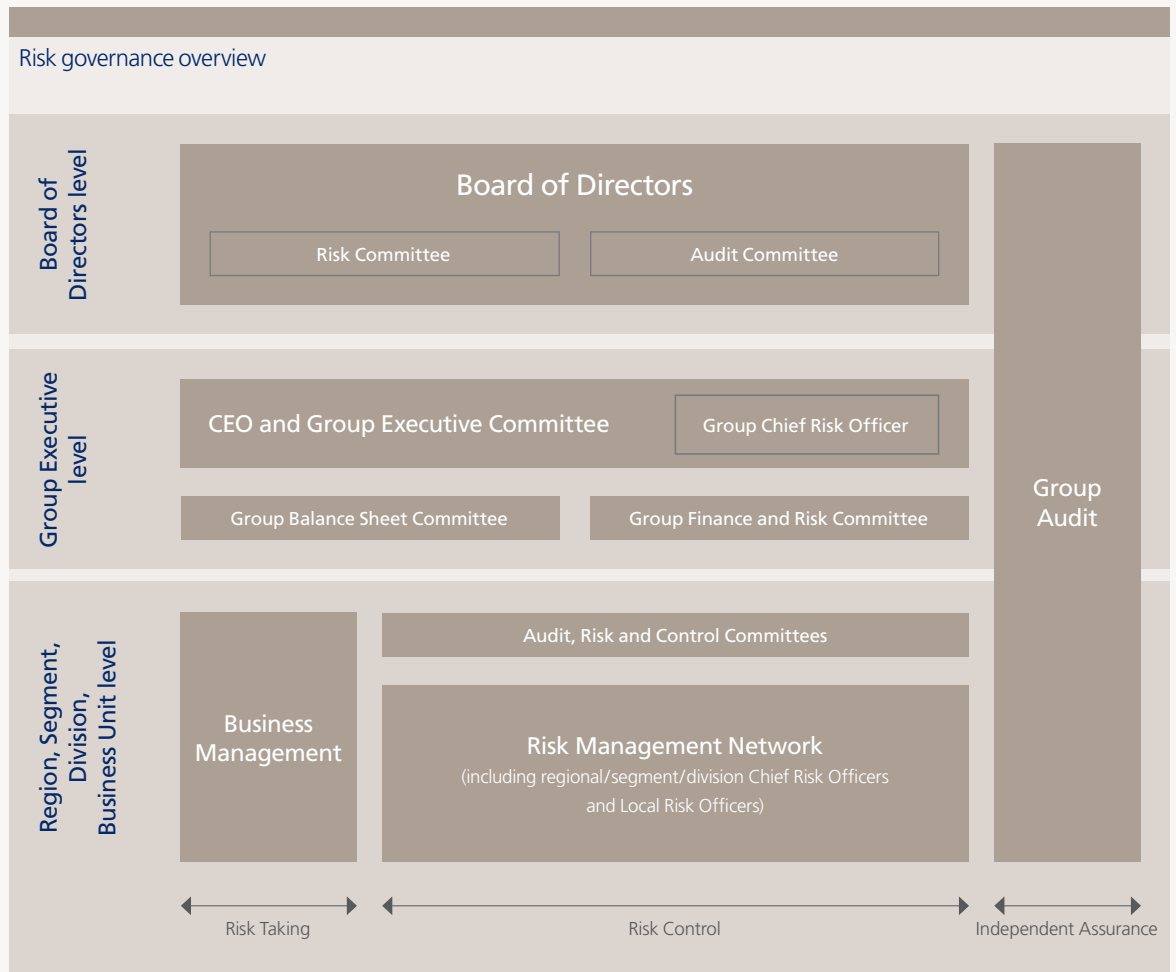 Risk governance overview
Board of
Directors level
Board of Directors
Risk Committee
Audit Committee
Group Executive
level
CEO and Group Executive Committee
Group Chief Risk Officer
Group Balance Sheet Committee
Group Finance and Risk Committee
Group
Audit
Region, Segment,
Division,
Business Unit level
Business
Management
Audit, Risk and Control Committees
Risk Management Network
(including regional/segment/division Chief Risk Officers
and Local Risk Officers)
Risk Taking
Risk Control
Independent Assurance